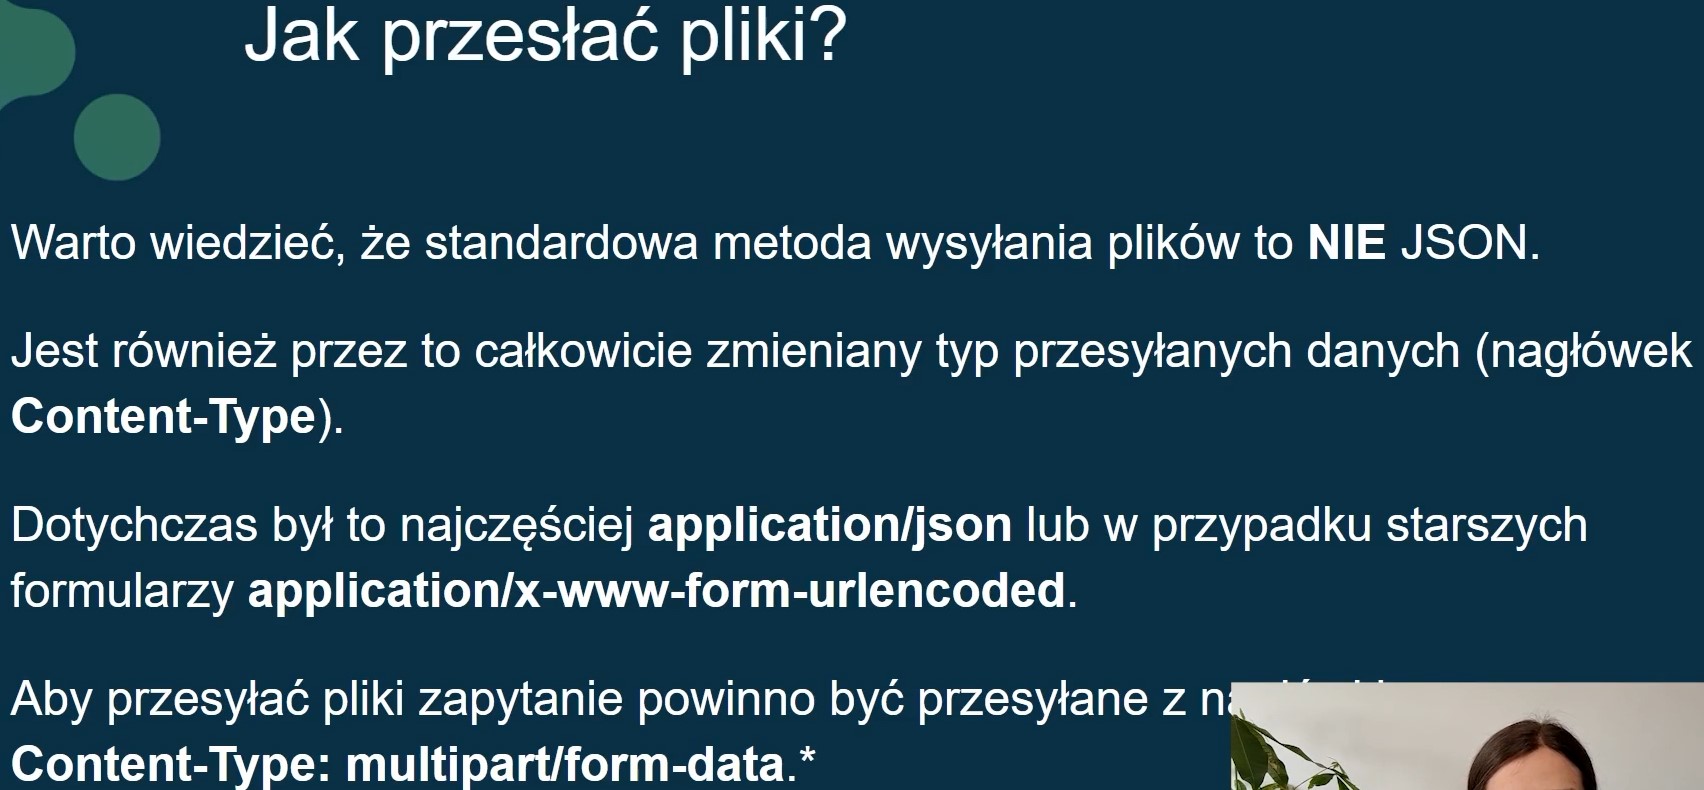 Jak przesłać pliki?
Warto wiedzieć, że standardowa metoda wysyłania plików to NIE JSON.
Jest również przez to całkowicie zmieniany typ przesyłanych danych (nagłówek
Content-Type).
Dotychczas był to najczęściej application/json lub w przypadku starszych
formularzy application/x-www-form-urlencoded.
Aby przesyłać pliki zapytanie powinno być przesyłane z
Content-Type: multipart/form-data.*